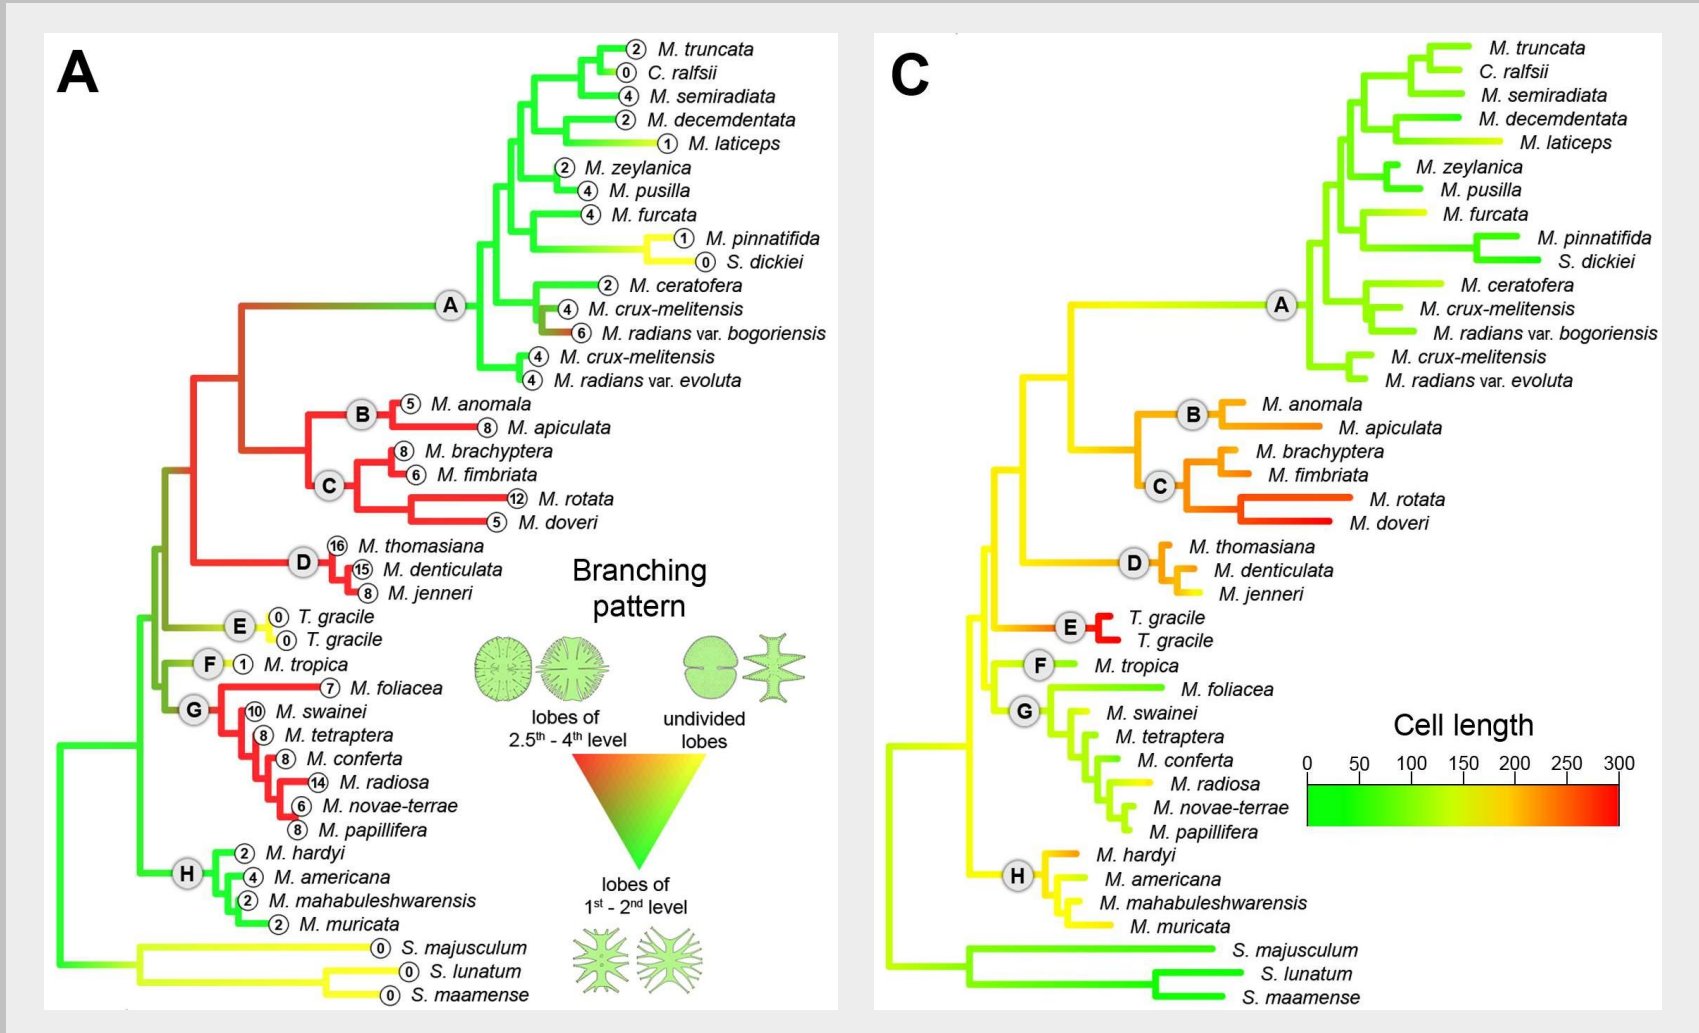 A
2 M. truncata
0 C. ralfsii
4 M. semiradiata
2 M. decemdentata
1 M. laticeps
2 M. zeylanica
4 M. pusilla
4 M. furcata
1 M. pinnatifida
0 S. dickiei
2 M. ceratofera
A
4 M. crux-melitensis
6 M. radians var. bogoriensis
4 M. crux-melitensis
4 M. radians var. evoluta
5 M. anomala
B
8 M. apiculata
8 M. brachyptera
6 M. fimbriata
C
12 M. rotata
5 M. doveri
16 M. thomasiana
D
15 M. denticulata
8 M. jenneri
0 T. gracile
E
0 T. gracile
F 1 M. tropica
7 M. foliacea
G
10 M. swainei
8 M. tetraptera
8 M. conferta
14 M. radiosa
6 M. novae-terrae
8 M. papillifera
2 M. hardyi
H
4 M. americana
2 M. mahabuleshwarensis
2 M. muricata
0 S. majusculum
0 S. lunatum
0 S. maamense
Branching
pattern
lobes of
2.5th - 4th level
undivided
lobes
lobes of
1st - 2nd level
C
M. truncata
C. ralfsii
M. semiradiata
M. decemdentata
M. laticeps
M. zeylanica
M. pusilla
M. furcata
M. pinnatifida
S. dickiei
M. ceratofera
A
M. crux-melitensis
M. radians var. bogoriensis
M. crux-melitensis
M. radians var. evoluta
M. anomala
B
M. apiculata
M. brachyptera
M. fimbriata
C
M. rotata
M. doveri
M. thomasiana
D
M. denticulata
M. jenneri
T. gracile
E
T. gracile
F M. tropica
M. foliacea
G
M. swainei
M. tetraptera
M. conferta
M. radiosa
M. novae-terrae
M. papillifera
M. hardyi
H
M. americana
M. mahabuleshwarensis
M. muricata
S. majusculum
S. lunatum
S. maamense
Cell length
0 50 100 150 200 250 300